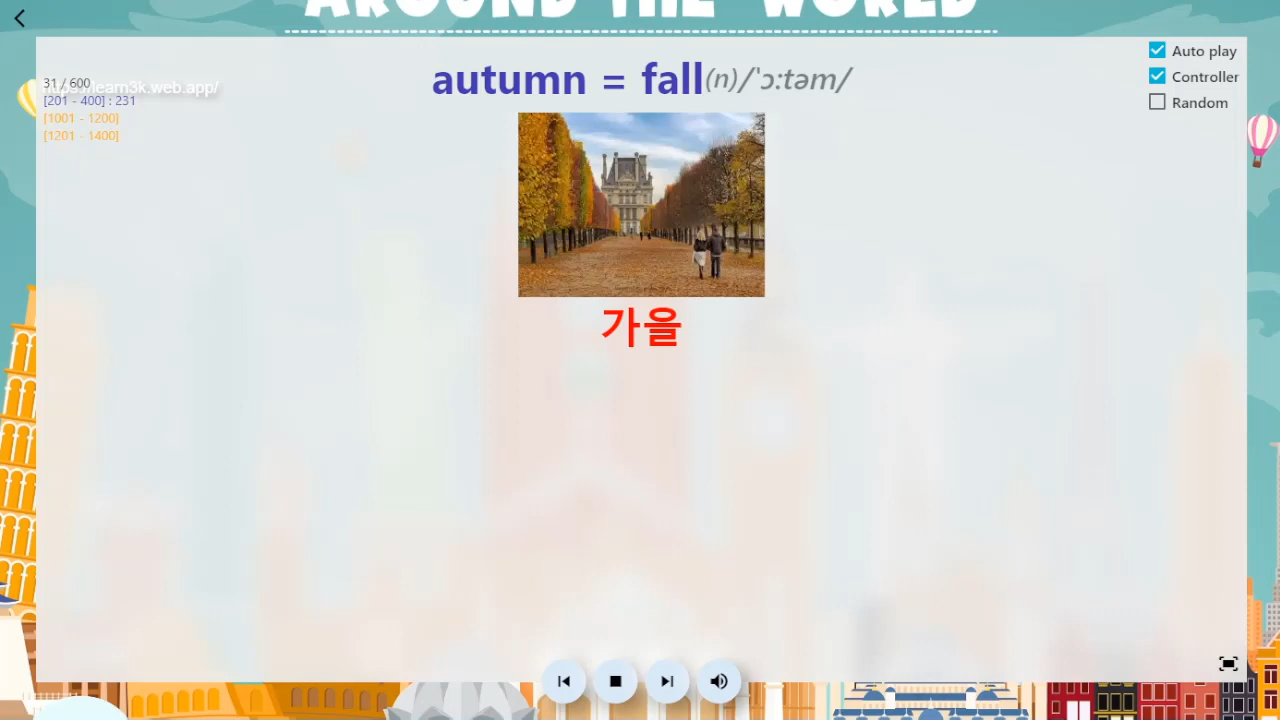 AROUND THE WORLD
autumn = fall(n)/'ɔ:təm/
31 / 600
https://learn3k.web.app/
[201 - 400] : 231
[1001 - 1200]
[1201 - 1400]
Auto play
Controller
Random
가을